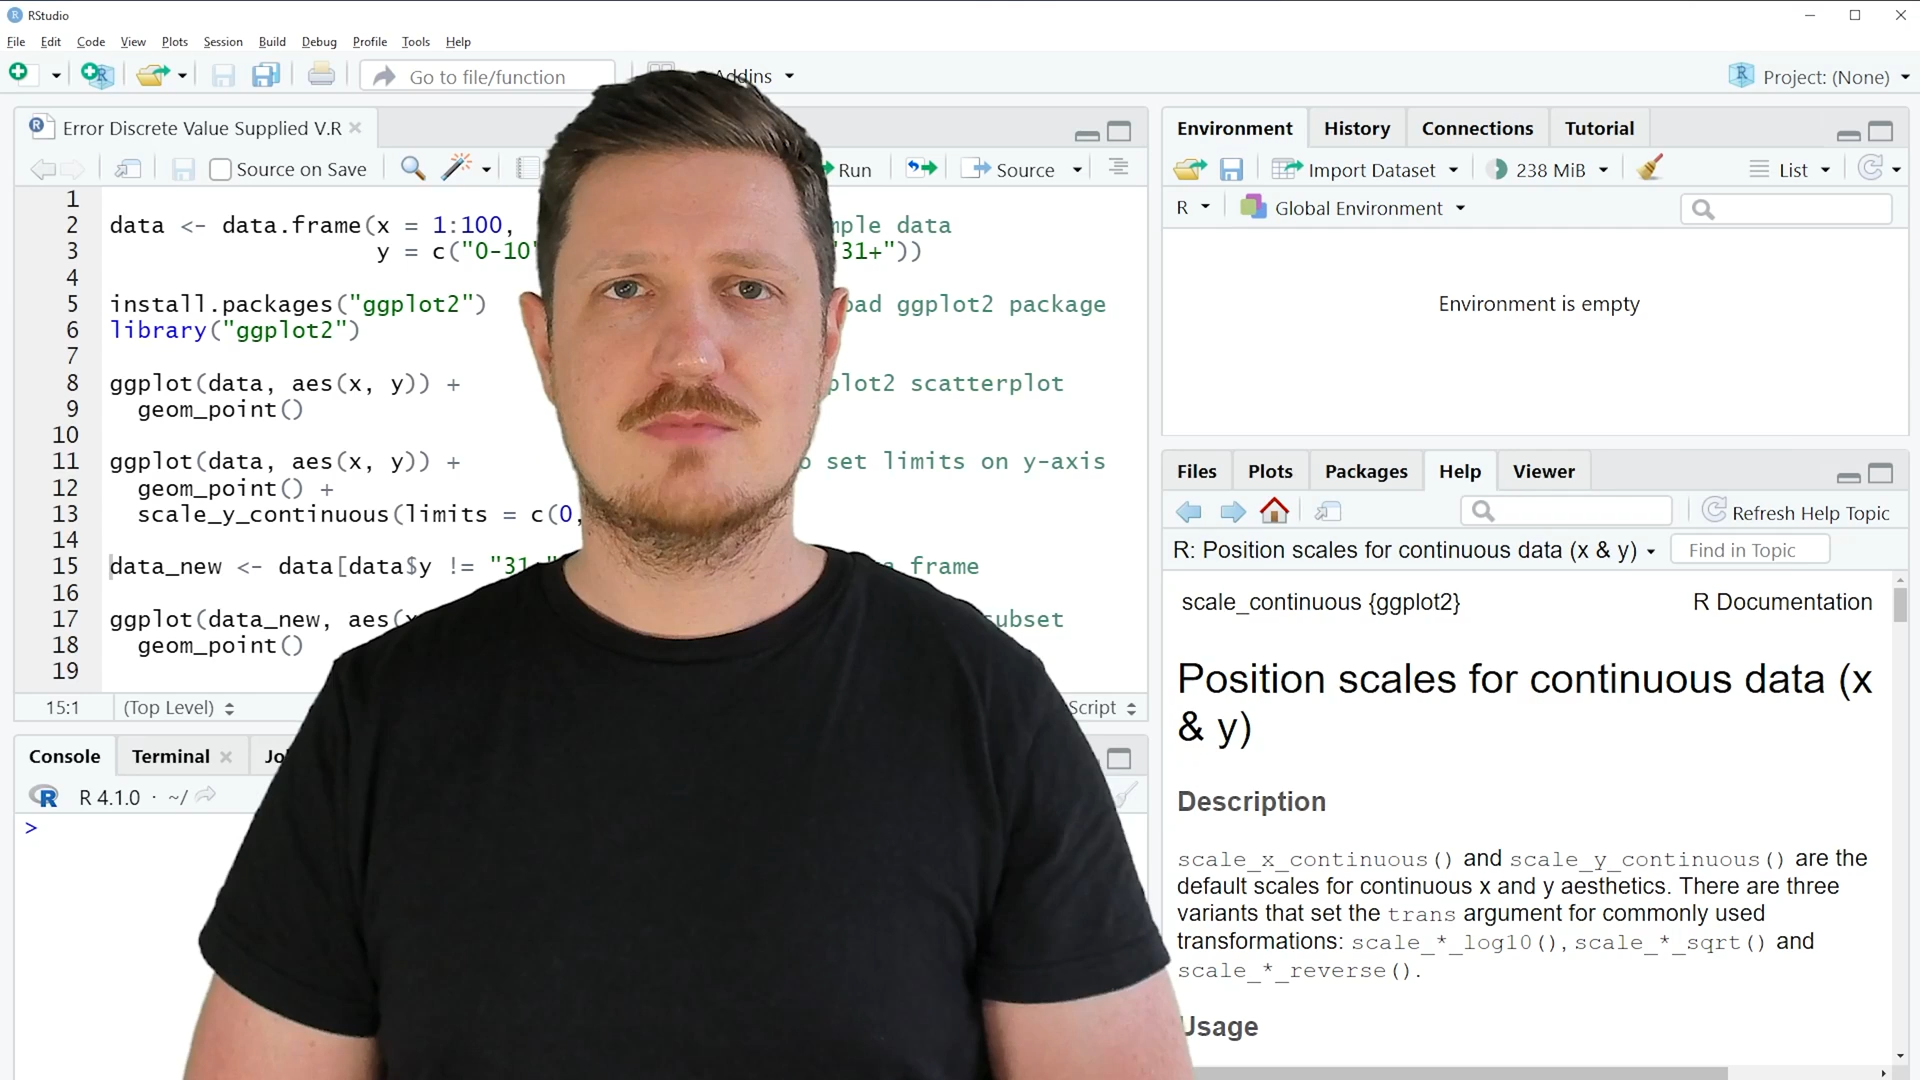 RStudio
File Edit Code View Plots Session Build Debug Profile Tools Help
Go to file/function
Addins
Project: (None)
Error Discrete Value Supplied V.R
Source on Save
Run
Source
1
2 data <- data.frame(x = 1:100, data
3 y = c("0-10 31+"))
4
5 install.packages("ggplot2") ggplot2 package
6 library("ggplot2")
7
8 ggplot(data, aes(x, y)) + scatterplot
9 geom_point()
10
11 ggplot(data, aes(x, y)) + set limits on y-axis
12 geom_point() +
13 scale_y_continuous(limits = c(0,
14
15 data_new <- data[data$y != "31 frame
16
17 ggplot(data_new, aes( subset
18 geom_point()
19
15:1 (Top Level) Script
Console Terminal
R 4.1.0 · ~/
>
Environment History Connections Tutorial
Import Dataset 238 MiB List
R Global Environment
Environment is empty
Files Plots Packages Help Viewer
Refresh Help Topic
R: Position scales for continuous data (x & y) Find in Topic
scale_continuous {ggplot2} R Documentation
Position scales for continuous data (x
& y)
Description
scale_x_continuous() and scale_y_continuous() are the
default scales for continuous x and y aesthetics. There are three
variants that set the trans argument for commonly used
transformations: scale_*_log10(), scale_*_sqrt() and
scale_*_reverse().
Usage